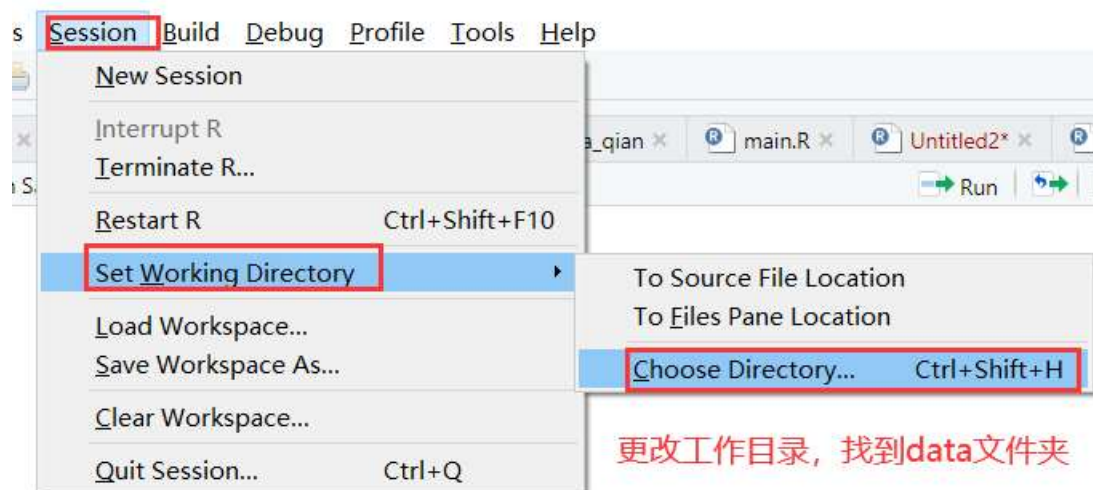 s Session Build Debug Profile Tools Help
New Session
Interrupt R
a_qian main.R Untitled2*
Terminate R...
n S Run
Restart R Ctrl+Shift+F10
Set Working Directory
To Source File Location
To Files Pane Location
Load Workspace...
Save Workspace As...
Choose Directory... Ctrl+Shift+H
Clear Workspace...
更改工作目录，找到data文件夹
Quit Session... Ctrl+Q